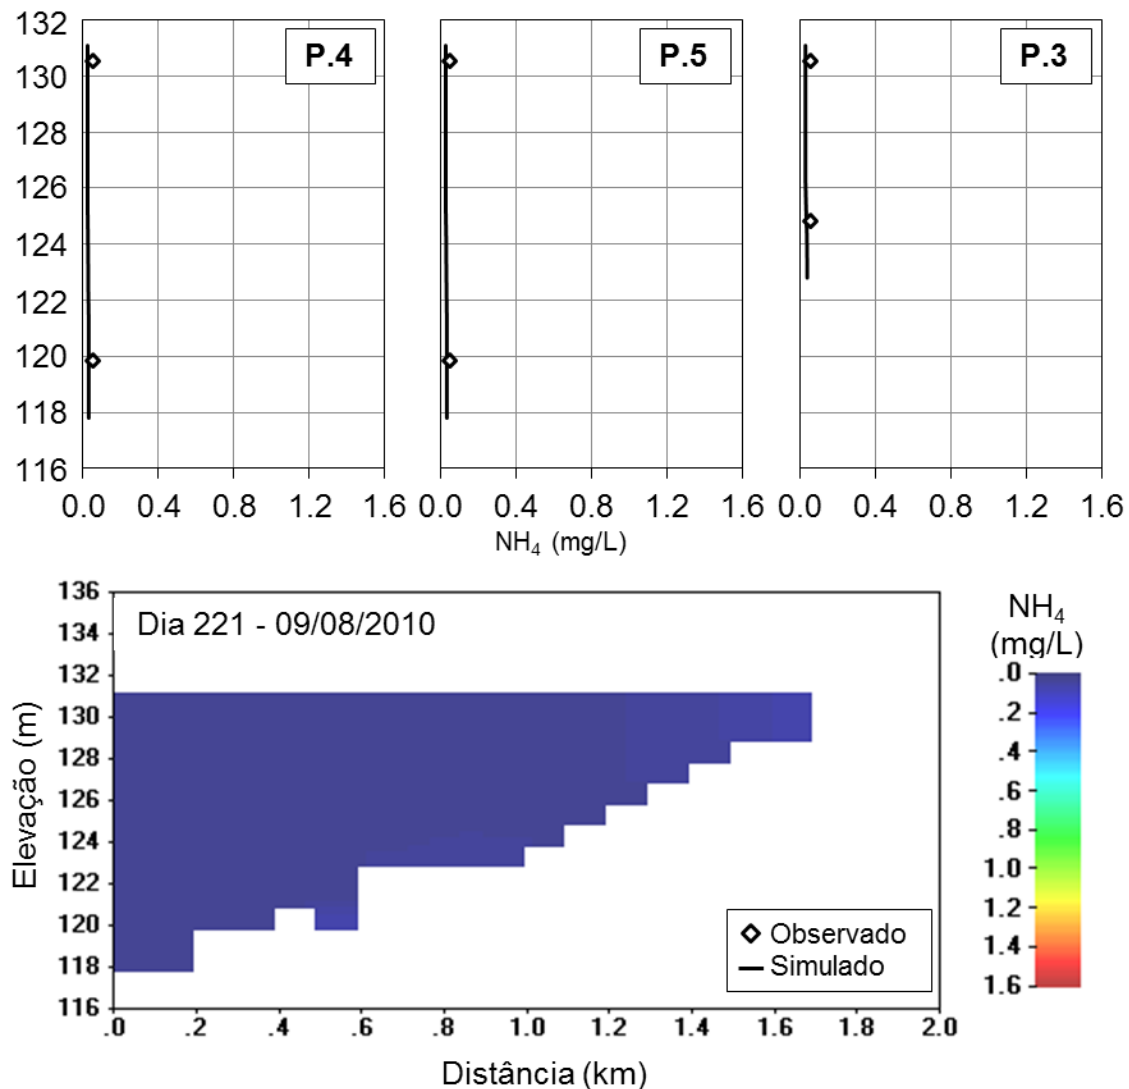 132
130
128
126
124
122
120
118
116
P.4
P.5
P.3
0.0 0.4 0.8 1.2 1.6
0.0 0.4 0.8 1.2 1.6
0.0 0.4 0.8 1.2 1.6
NH₄ (mg/L)
Dia 221 - 09/08/2010
Elevação (m)
136
134
132
130
128
126
124
122
120
118
116
.0 .2 .4 .6 .8 1.0 1.2 1.4 1.6 1.8 2.0
Distância (km)
Observado
Simulado
NH₄
(mg/L)
.0
.2
.4
.6
.8
1.0
1.2
1.4
1.6